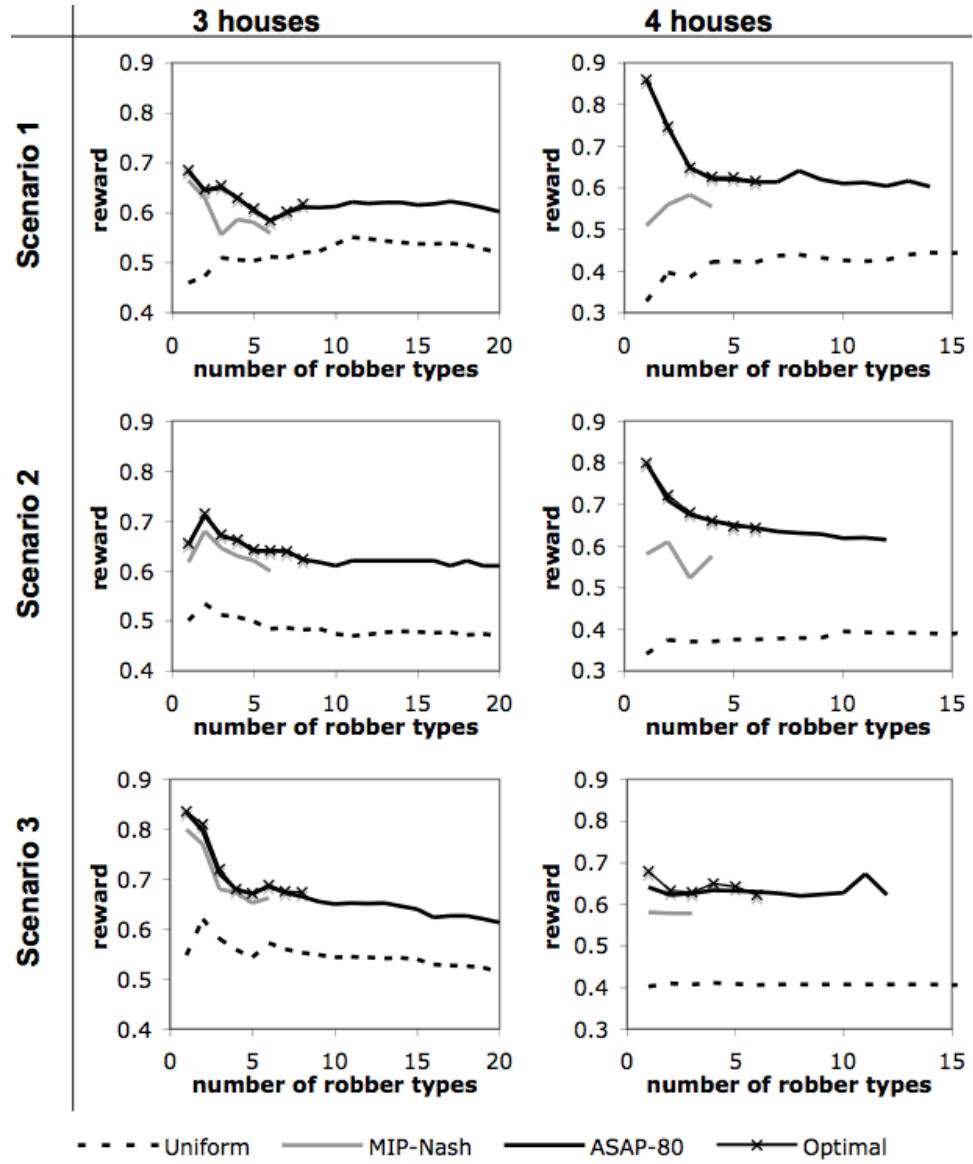 3 houses
4 houses
Scenario 1
0.9
0.8
0.7
0.6
0.5
0.4
reward
0 5 10 15 20
number of robber types
0.9
0.8
0.7
0.6
0.5
0.4
0.3
reward
0 5 10 15
number of robber types
Scenario 2
0.9
0.8
0.7
0.6
0.5
0.4
reward
0 5 10 15 20
number of robber types
0.9
0.8
0.7
0.6
0.5
0.4
0.3
reward
0 5 10 15
number of robber types
Scenario 3
0.9
0.8
0.7
0.6
0.5
0.4
reward
0 5 10 15 20
number of robber types
0.9
0.8
0.7
0.6
0.5
0.4
0.3
reward
0 5 10 15
number of robber types
Uniform MIP-Nash ASAP-80 Optimal